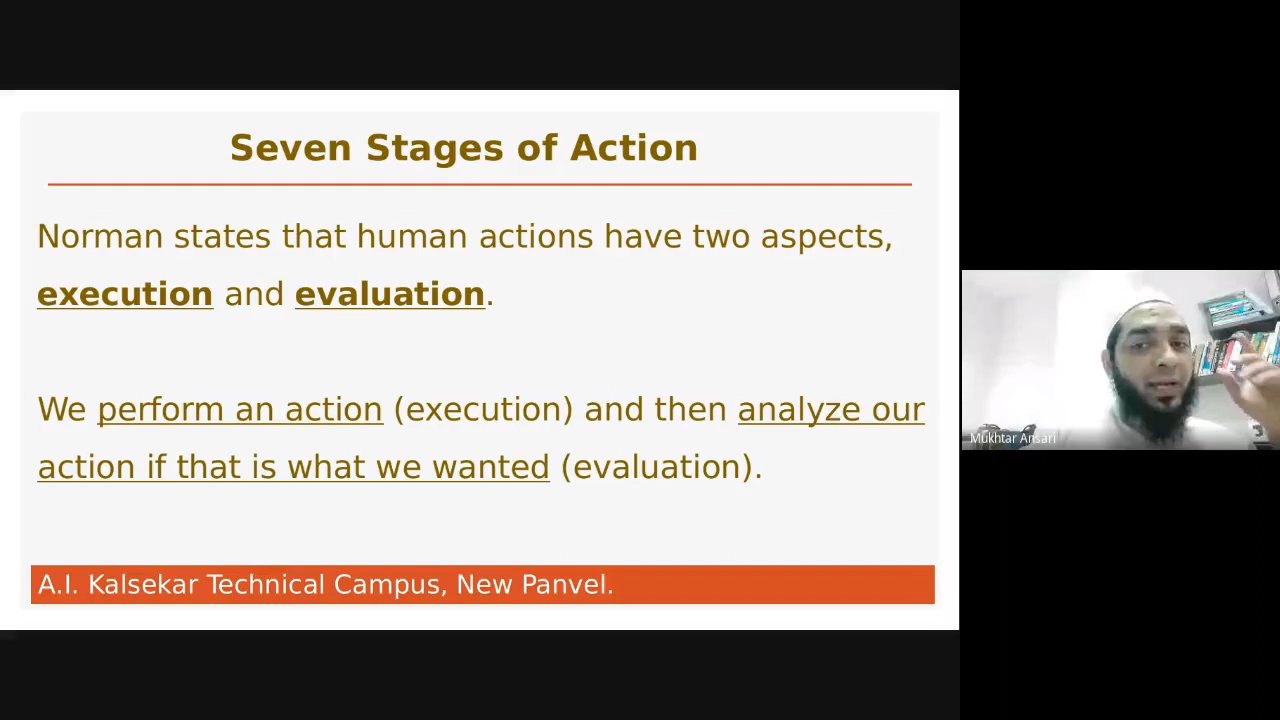 Seven Stages of Action
Norman states that human actions have two aspects,
execution and evaluation.
We perform an action (execution) and then analyze our
action if that is what we wanted (evaluation).
A.I. Kalsekar Technical Campus, New Panvel.
Mukhtar Ansari